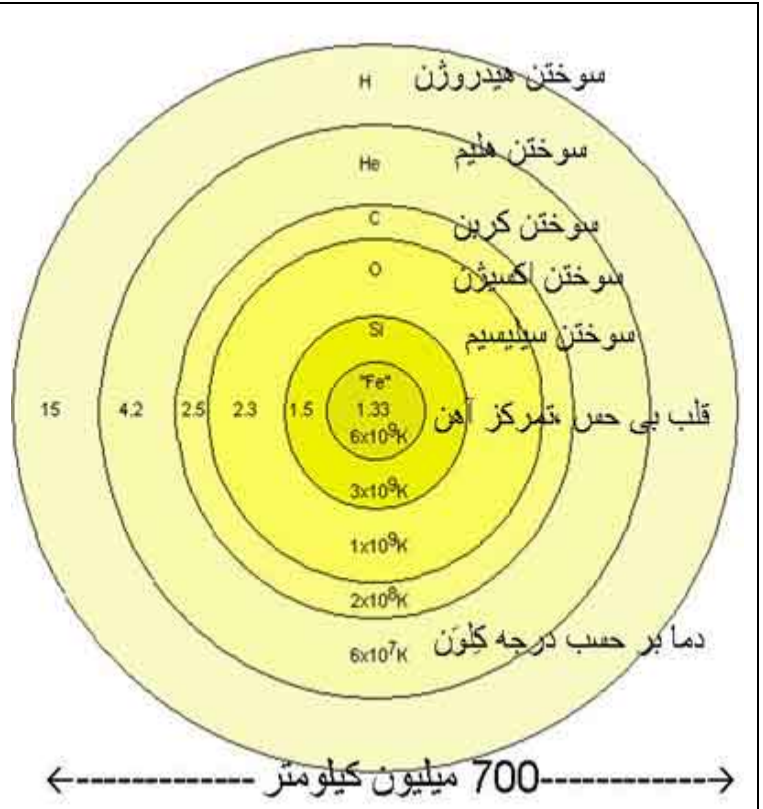 H سوختن هیدروژن
He سوختن هلیم
C سوختن کربن
O سوختن اکسیژن
Si سوختن سیلیسیم
"Fe"
15 4.2 2.5 2.3 1.5 1.33 قلب بی حس ،تمرکز آهن
6x10⁹K
3x10⁹K
1x10⁹K
2x10⁸K
6x10⁷K دما بر حسب درجه کِلوَن
<------------- 700 میلیون کیلومتر ------------->